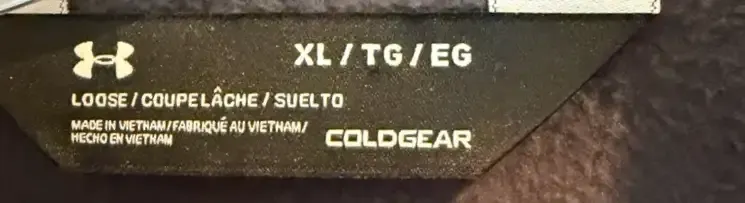 XL / TG / EG
LOOSE / COUPE LÂCHE / SUELTO
MADE IN VIETNAM/FABRIQUÉ AU VIETNAM/
HECHO EN VIETNAM
COLDGEAR